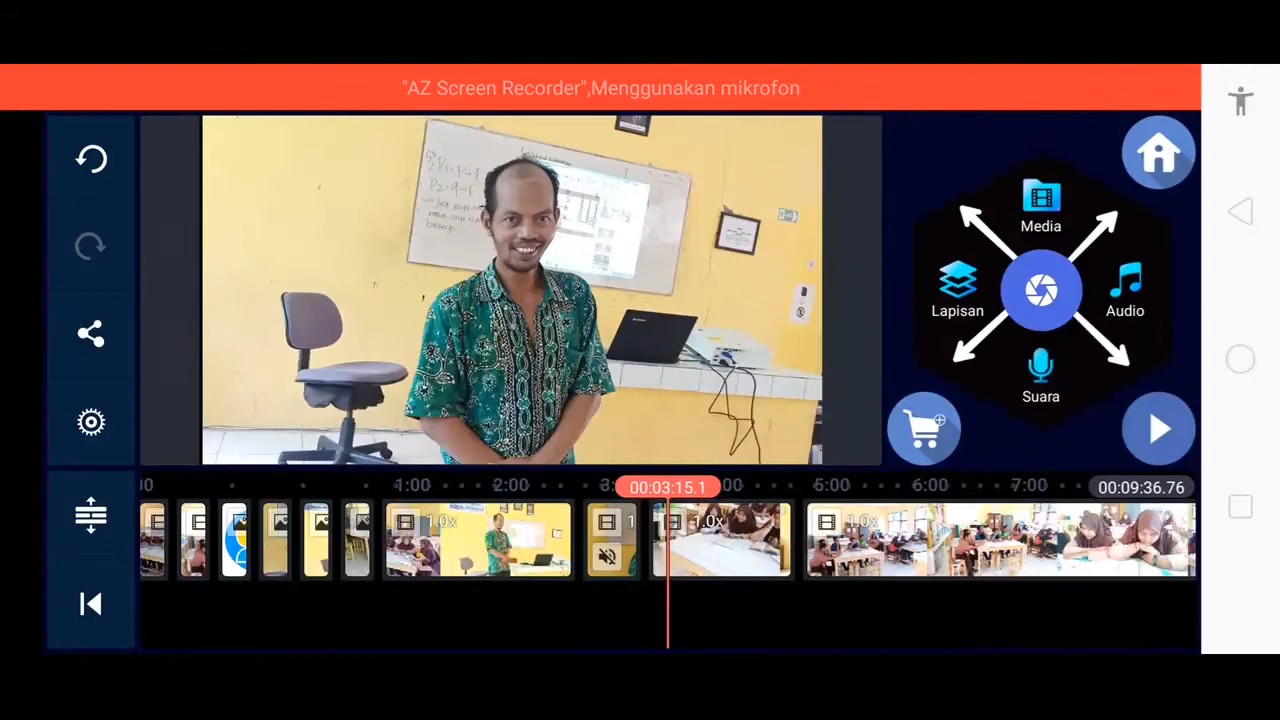 "AZ Screen Recorder",Menggunakan mikrofon
Media
Lapisan
Audio
Suara
1:00
2:00
00:03:15.1
5:00
6:00
7:00
00:09:36.76
1.0x
1.0x
1.0x